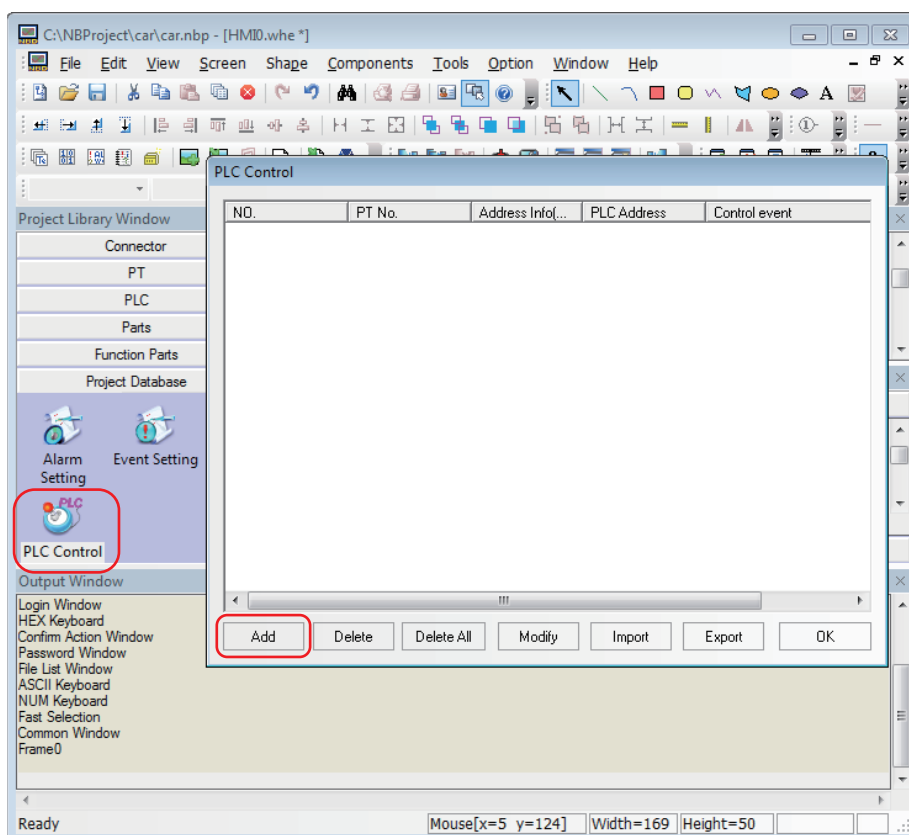 C:\NBProject\car\car.nbp - [HMI0.whe *]
File Edit View Screen Shape Components Tools Option Window Help
A
PLC Control
Project Library Window
NO. PT No. Address Info(... PLC Address Control event
Connector
PT
PLC
Parts
Function Parts
Project Database
Alarm Setting
Event Setting
PLC
PLC Control
Output Window
Login Window
HEX Keyboard
Confirm Action Window
Password Window
File List Window
ASCII Keyboard
NUM Keyboard
Fast Selection
Common Window
Frame0
Add Delete Delete All Modify Import Export OK
Ready Mouse[x=5 y=124] Width=169 Height=50